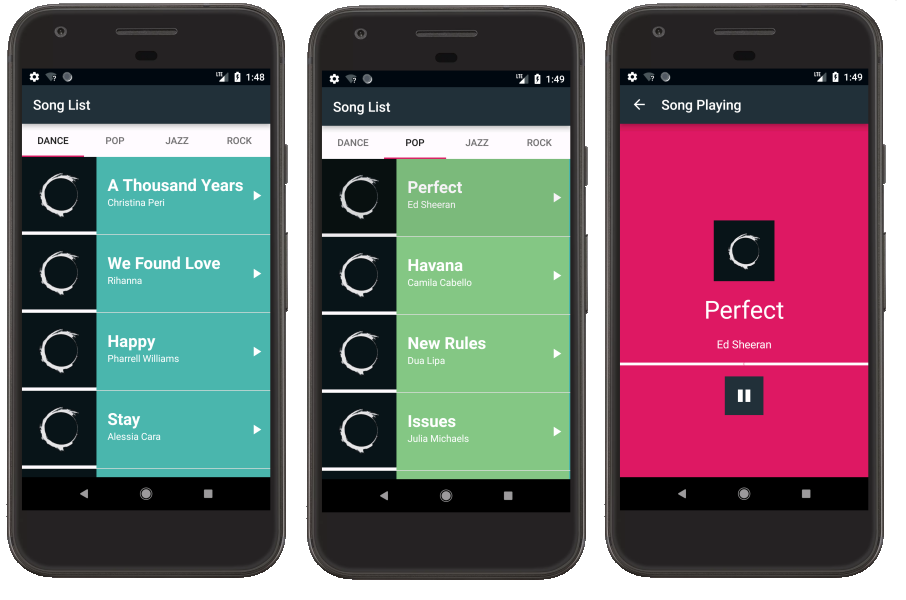 LTE 1:48
Song List
DANCE POP JAZZ ROCK
A Thousand Years
Christina Peri
We Found Love
Rihanna
Happy
Pharrell Williams
Stay
Alessia Cara
LTE 1:49
Song List
DANCE POP JAZZ ROCK
Perfect
Ed Sheeran
Havana
Camila Cabello
New Rules
Dua Lipa
Issues
Julia Michaels
LTE 1:49
Song Playing
Perfect
Ed Sheeran